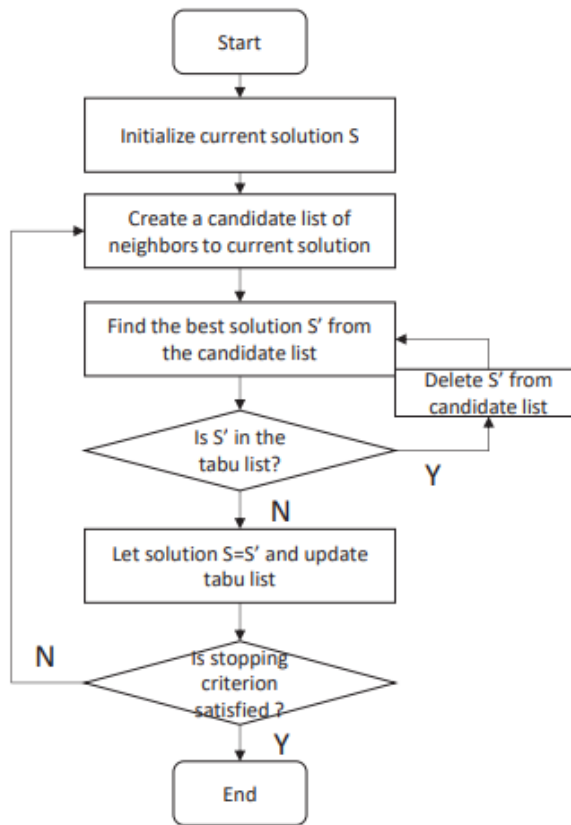 Start
Initialize current solution S
Create a candidate list of
neighbors to current solution
Find the best solution S’ from
the candidate list
Delete S’ from
candidate list
Is S’ in the
tabu list?
Y
N
Let solution S=S’ and update
tabu list
N
Is stopping
criterion
satisfied ?
Y
End